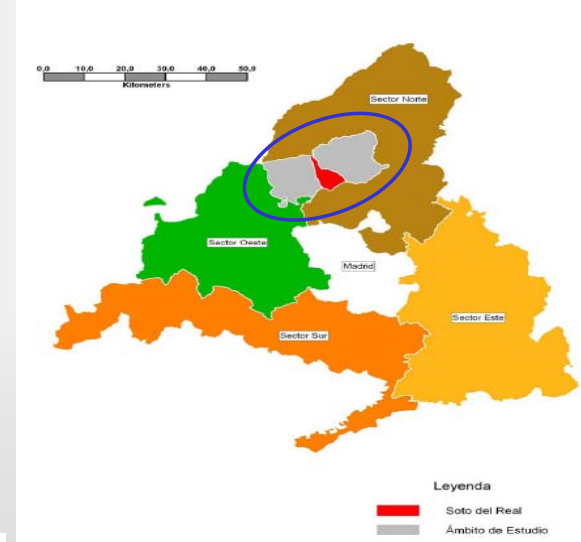 0,0 10,0 20,0 30,0 40,0 50,0
Kilometers
Sector Norte
Sector Oeste
Madrid
Sector Este
Sector Sur
Leyenda
Soto del Real
Ámbito de Estudio